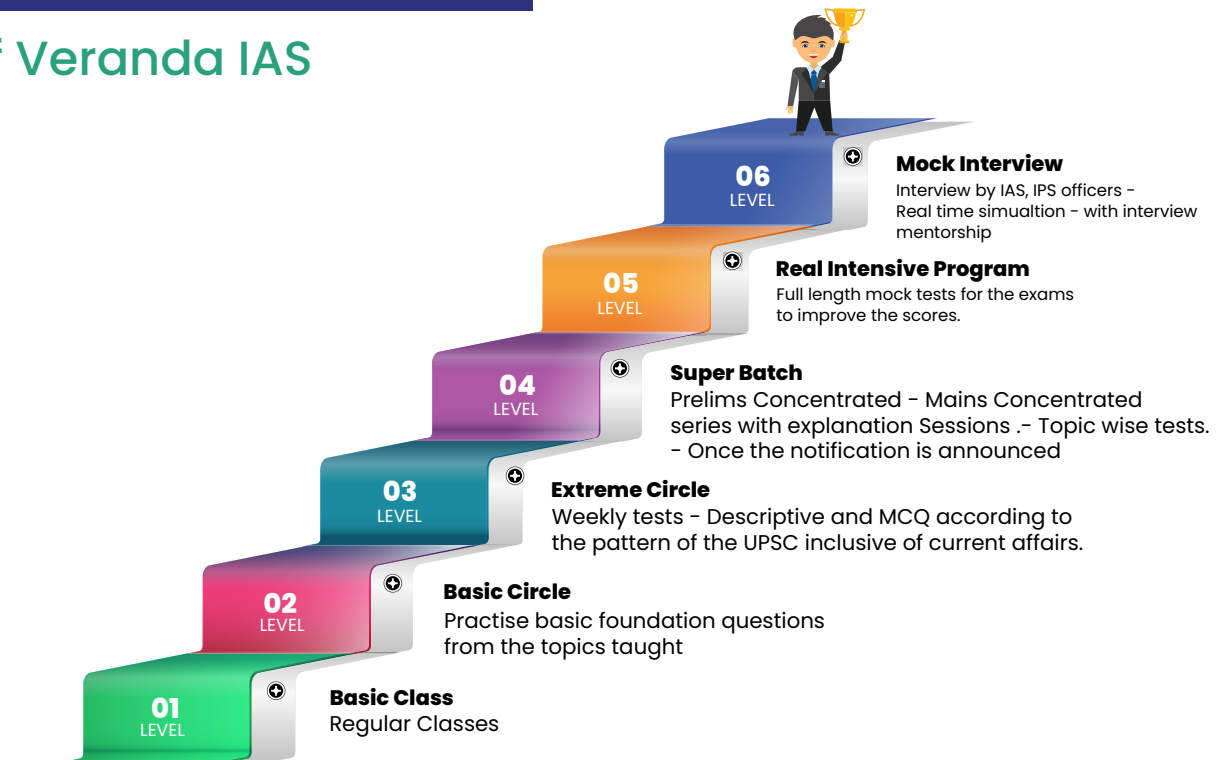 Veranda IAS
06
LEVEL
Mock Interview
Interview by IAS, IPS officers -
Real time simualtion - with interview
mentorship
05
LEVEL
Real Intensive Program
Full length mock tests for the exams
to improve the scores.
04
LEVEL
Super Batch
Prelims Concentrated - Mains Concentrated
series with explanation Sessions .- Topic wise tests.
- Once the notification is announced
03
LEVEL
Extreme Circle
Weekly tests - Descriptive and MCQ according to
the pattern of the UPSC inclusive of current affairs.
02
LEVEL
Basic Circle
Practise basic foundation questions
from the topics taught
01
LEVEL
Basic Class
Regular Classes